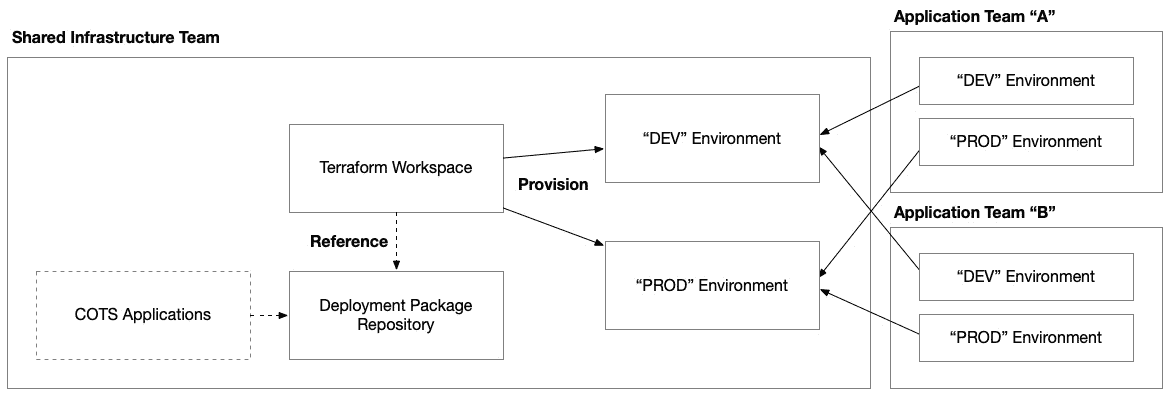 Shared Infrastructure Team
Terraform Workspace
Reference
COTS Applications
Deployment Package
Repository
Provision
“DEV” Environment
“PROD” Environment
Application Team “A”
“DEV” Environment
“PROD” Environment
Application Team “B”
“DEV” Environment
“PROD” Environment